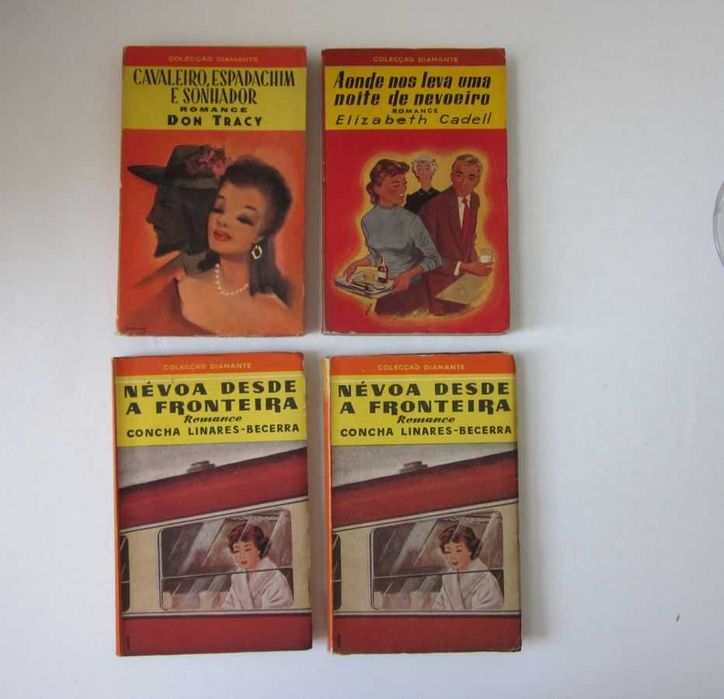 COLECÇÃO DIAMANTE
CAVALEIRO, ESPADACHIM
E SONHADOR
ROMANCE
DON TRACY
COLECÇÃO DIAMANTE
Aonde nos leva uma
noite de nevoeiro
ROMANCE
Elizabeth Cadell
COLECÇÃO DIAMANTE
NÉVOA DESDE
A FRONTEIRA
Romance
CONCHA LINARES-BECERRA
COLECÇÃO DIAMANTE
NÉVOA DESDE
A FRONTEIRA
Romance
CONCHA LINARES-BECERRA